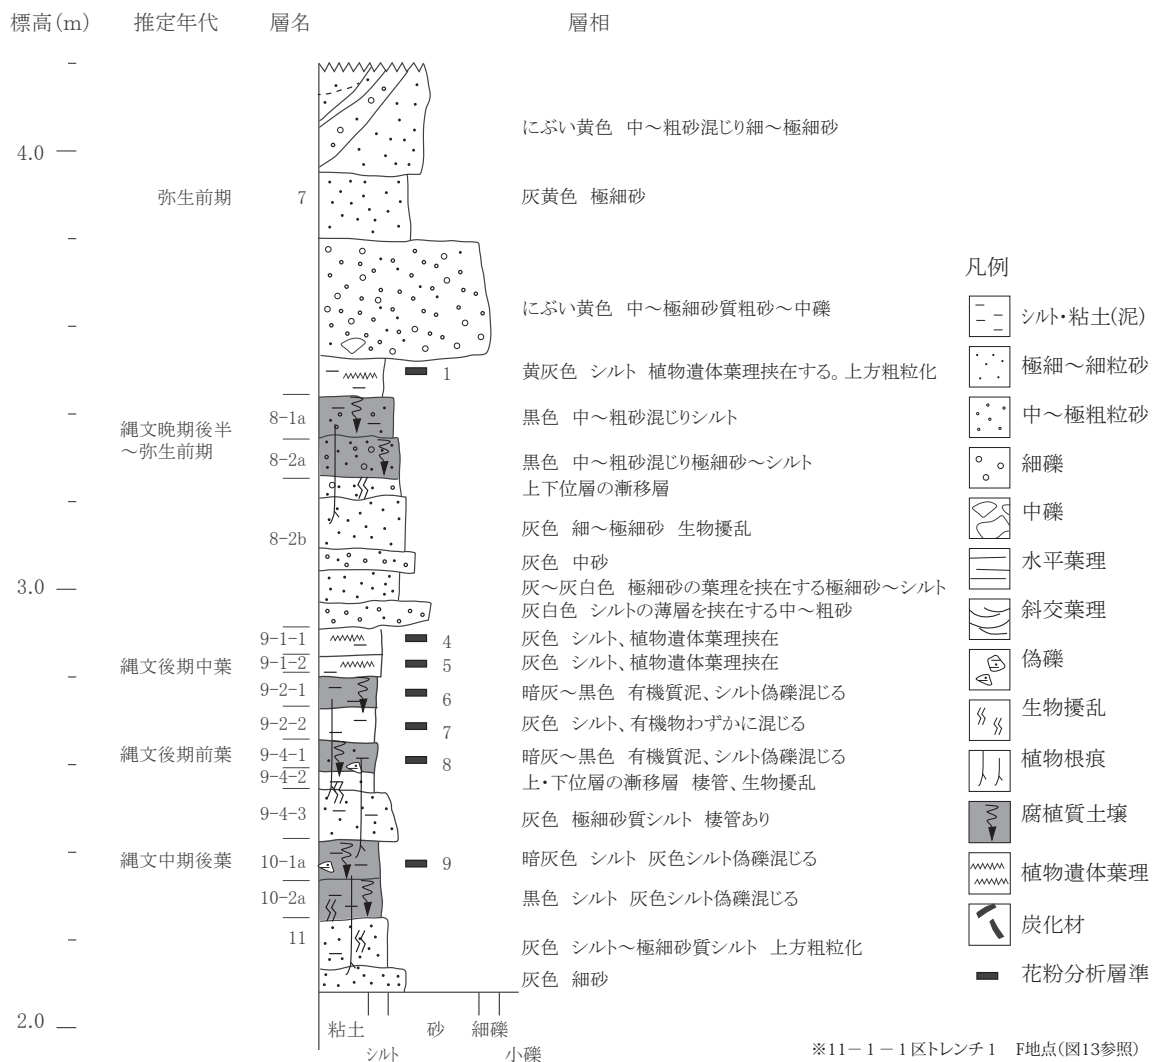 標高(m) 推定年代 層名 層相
にぶい黄色 中～粗砂混じり細～極細砂
4.0
弥生前期 7 灰黄色 極細砂
にぶい黄色 中～極細砂質粗砂～中礫
1 黄灰色 シルト 植物遺体葉理挟在する。上方粗粒化
縄文晩期後半
～弥生前期
8-1a 黒色 中～粗砂混じりシルト
8-2a 黒色 中～粗砂混じり極細砂～シルト
上下位層の漸移層
8-2b 灰色 細～極細砂 生物擾乱
灰色 中砂
3.0 灰～灰白色 極細砂の葉理を挟在する極細砂～シルト
灰白色 シルトの薄層を挟在する中～粗砂
9-1-1 4 灰色 シルト、植物遺体葉理挟在
縄文後期中葉 9-1-2 5 灰色 シルト、植物遺体葉理挟在
9-2-1 6 暗灰～黒色 有機質泥、シルト偽礫混じる
9-2-2 7 灰色 シルト、有機物わずかに混じる
縄文後期前葉 9-4-1 8 暗灰～黒色 有機質泥、シルト偽礫混じる
9-4-2 上・下位層の漸移層 棲管、生物擾乱
9-4-3 灰色 極細砂質シルト 棲管あり
縄文中期後葉 10-1a 9 暗灰色 シルト 灰色シルト偽礫混じる
10-2a 黒色 シルト 灰色シルト偽礫混じる
11 灰色 シルト～極細砂質シルト 上方粗粒化
灰色 細砂
2.0
粘土 砂 細礫
シルト 小礫
凡例
シルト・粘土(泥)
極細～細粒砂
中～極粗粒砂
細礫
中礫
水平葉理
斜交葉理
偽礫
生物擾乱
植物根痕
腐植質土壌
植物遺体葉理
炭化材
花粉分析層準
※11－1－1区トレンチ1 F地点(図13参照)